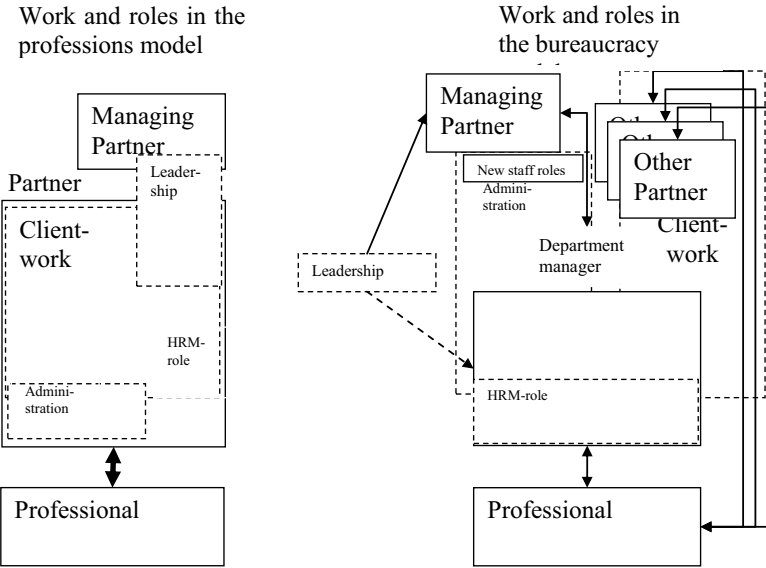 Work and roles in the
professions model
Managing
Partner
Leader-
ship
Partner
Client-
work
HRM-
role
Admini-
stration
Professional
Work and roles in
the bureaucracy
Managing
Partner
Other
Partner
New staff roles
Admini-
stration
Client-
work
Department
manager
Leadership
HRM-role
Professional